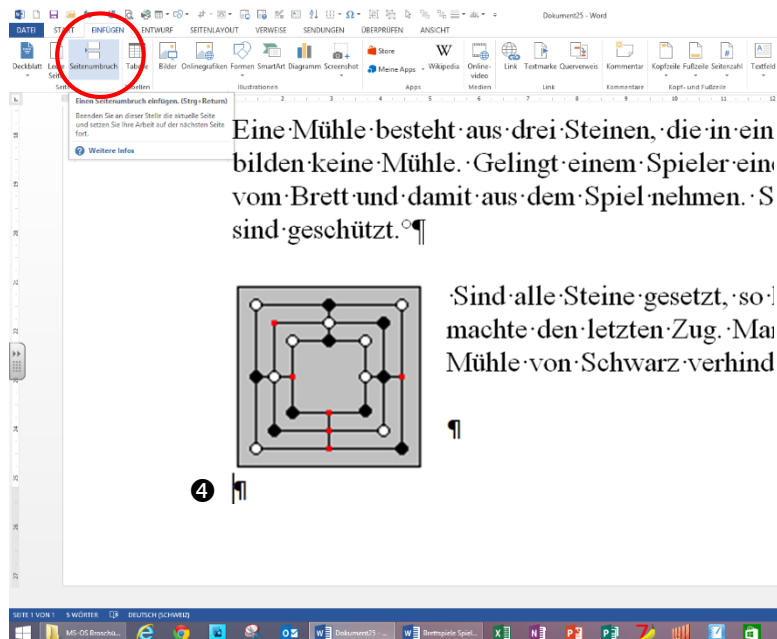 Dokument25 - Word
DATEI START EINFÜGEN ENTWURF SEITENLAYOUT VERWEISE SENDUNGEN ÜBERPRÜFEN ANSICHT
Deckblatt Leere Seitenumbruch Tabelle Bilder Onlinegrafiken Formen SmartArt Diagramm Screenshot Store Meine Apps Wikipedia Online-video Link Textmarke Querverweis Kommentar Kopfzeile Fußzeile Seitenzahl Textfeld
Illustrationen Apps Medien Link Kommentare Kopf- und Fußzeile
Einen Seitenumbruch einfügen. (Strg+Return)
Beenden Sie an dieser Stelle die aktuelle Seite
und setzen Sie Ihre Arbeit auf der nächsten Seite
fort.
Weitere Infos
Eine·Mühle·besteht·aus·drei·Steinen,·die·in·ein
bilden·keine·Mühle.·Gelingt·einem·Spieler·eine
vom·Brett·und·damit·aus·dem·Spiel·nehmen.·S
sind·geschützt.°¶
·Sind·alle·Steine·gesetzt,·so·
machte·den·letzten·Zug.·Mar
Mühle·von·Schwarz·verhind
¶
❹ ¶
SEITE 1 VON 1 5 WÖRTER DEUTSCH (SCHWEIZ)
MS-OS Broschü... Dokument25 - ... Brettspiele Spiel...